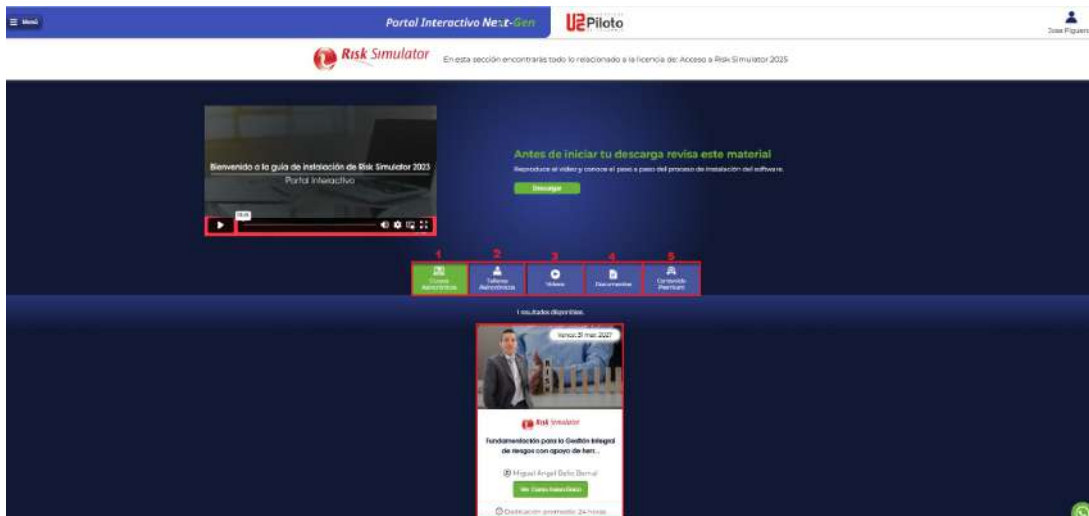 Menú
Portal Interactivo Next-Gen
U2 Piloto
Jose Figuero
Risk Simulator
En esta sección encontrarás todo lo relacionado a la licencia de: Acceso a Risk Simulator 2025
Bienvenido a la guía de instalación de Risk Simulator 2023
Portal Interactivo
Antes de iniciar tu descarga revisa este material
Reproduce el video y conoce el paso a paso del proceso de instalación del software.
Descargar
1 2 3 4 5
Cursos Asincrónicos
Talleres Asincrónicos
Videos
Documentos
Contenido Premium
1 resultados disponibles.
Vence: 31 mar. 2027
RISK
Risk Simulator
Fundamentación para la Gestión Integral
de riesgos con apoyo de herr...
Miguel Angel Bello Bernal
Ver Curso Asincrónico
Dedicación promedio: 24 horas